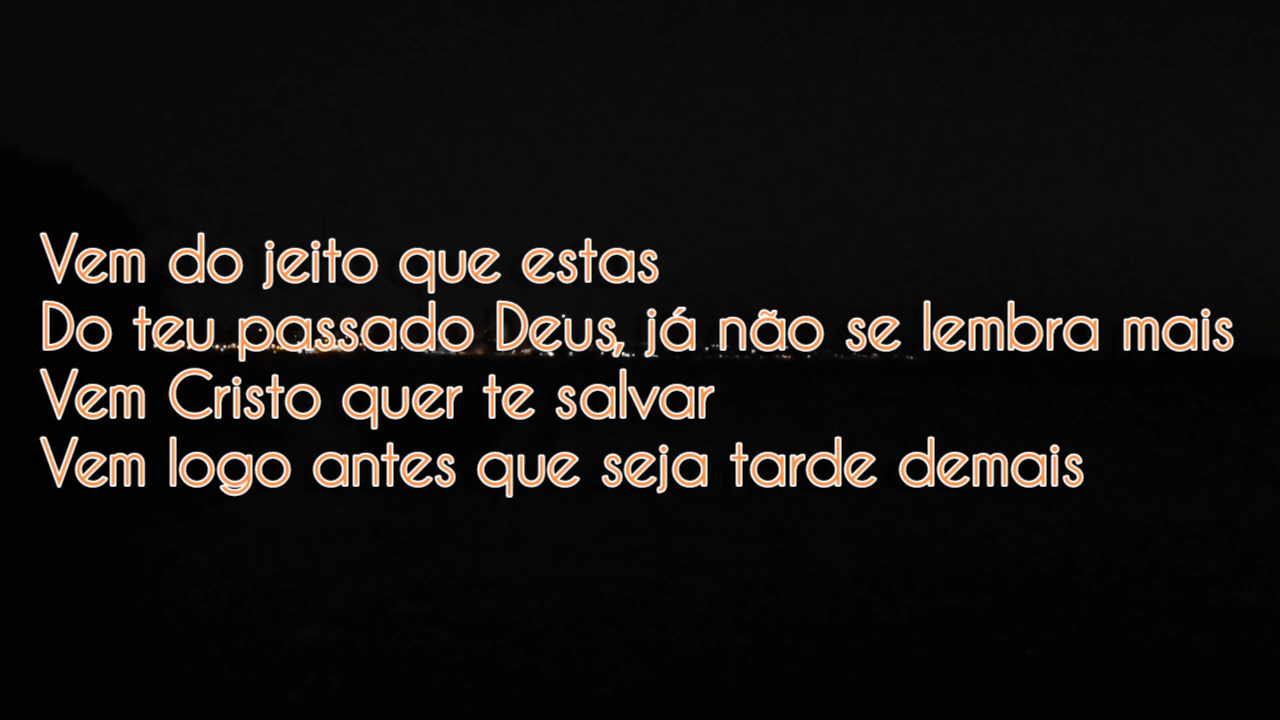 Vem do jeito que estas
Do teu passado Deus, já não se lembra mais
Vem Cristo quer te salvar
Vem logo antes que seja tarde demais